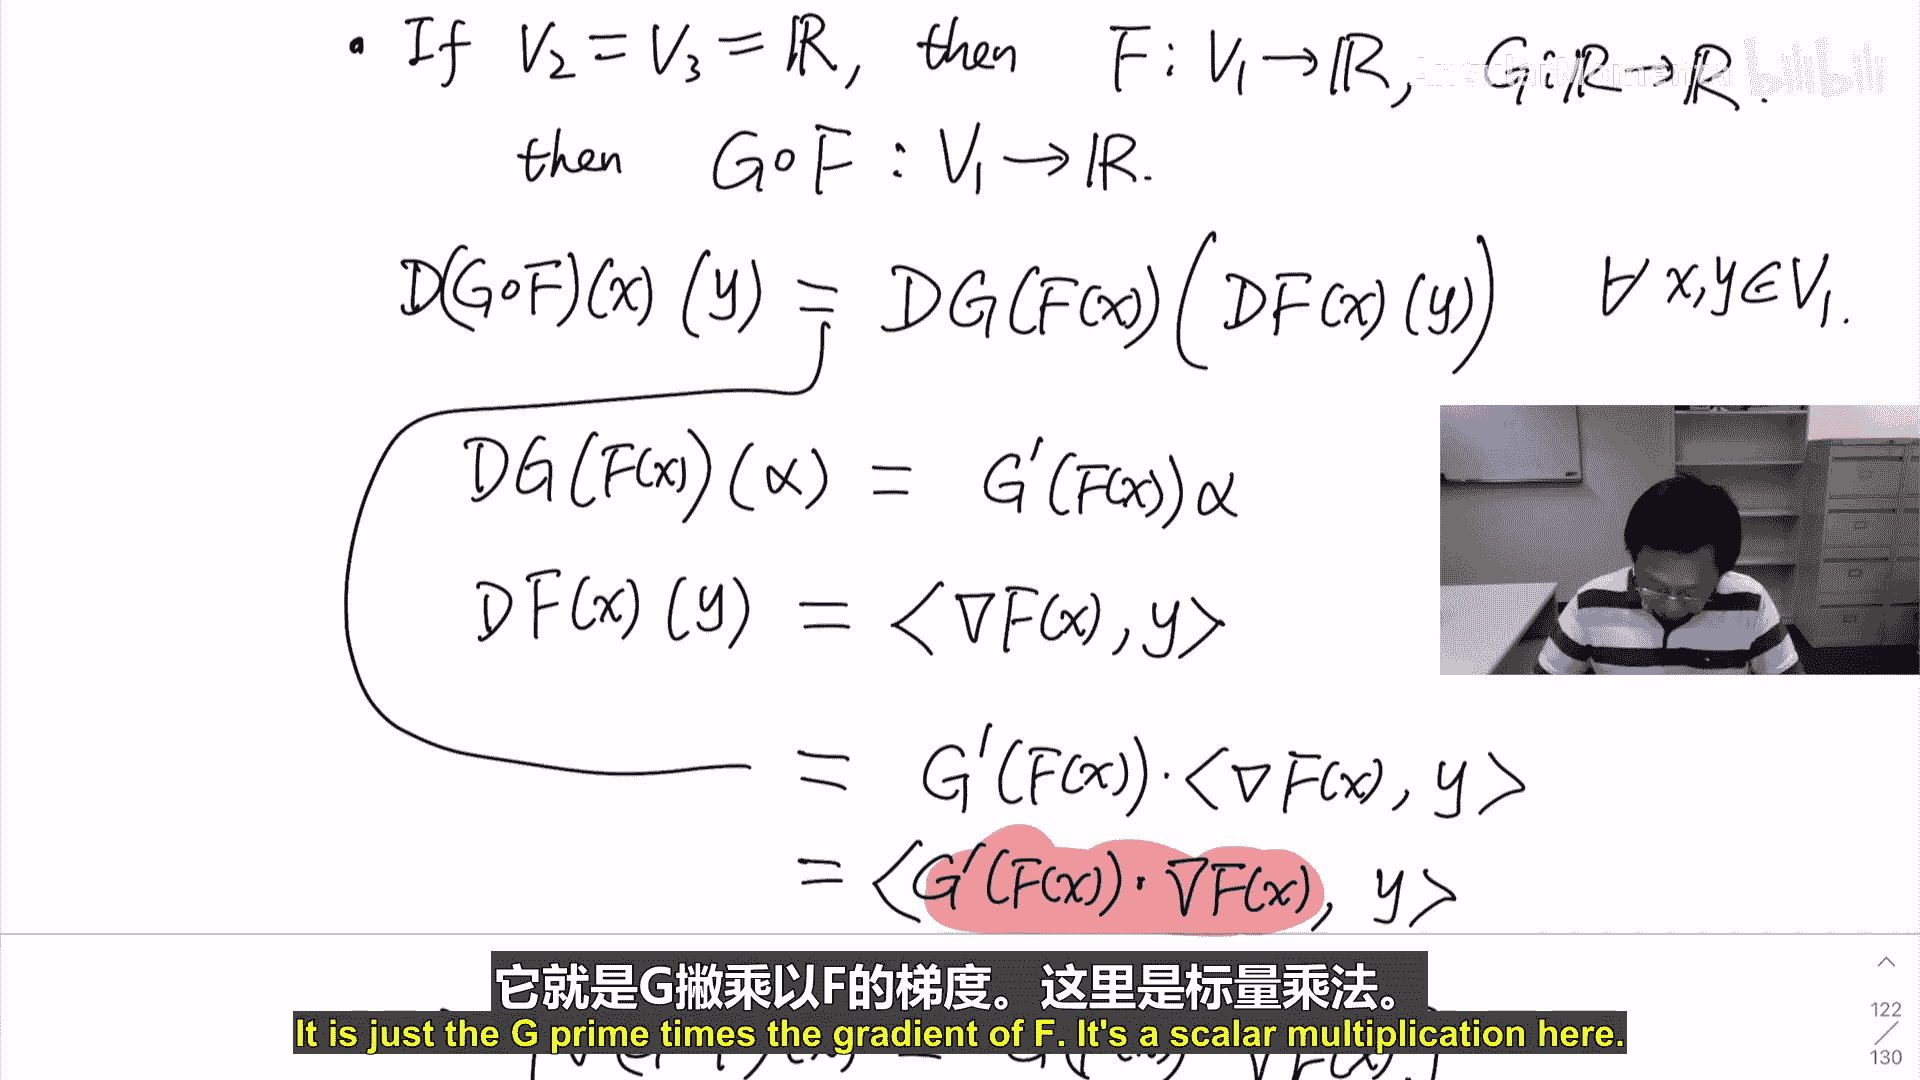 • If V₂ = V₃ = ℝ, then F : V₁ → ℝ, G : ℝ → ℝ.
bilibili
then G∘F : V₁ → ℝ.
D(G∘F)(x)(y) = DG(F(x))(DF(x)(y)) ∀ x,y ∈ V₁.
DG(F(x))(α) = G′(F(x))α
DF(x)(y) = <∇F(x), y>
= G′(F(x))·<∇F(x), y>
= <G′(F(x))·∇F(x), y>
它就是G撇乘以F的梯度。这里是标量乘法。
It is just the G prime times the gradient of F. It's a scalar multiplication here.
122
130